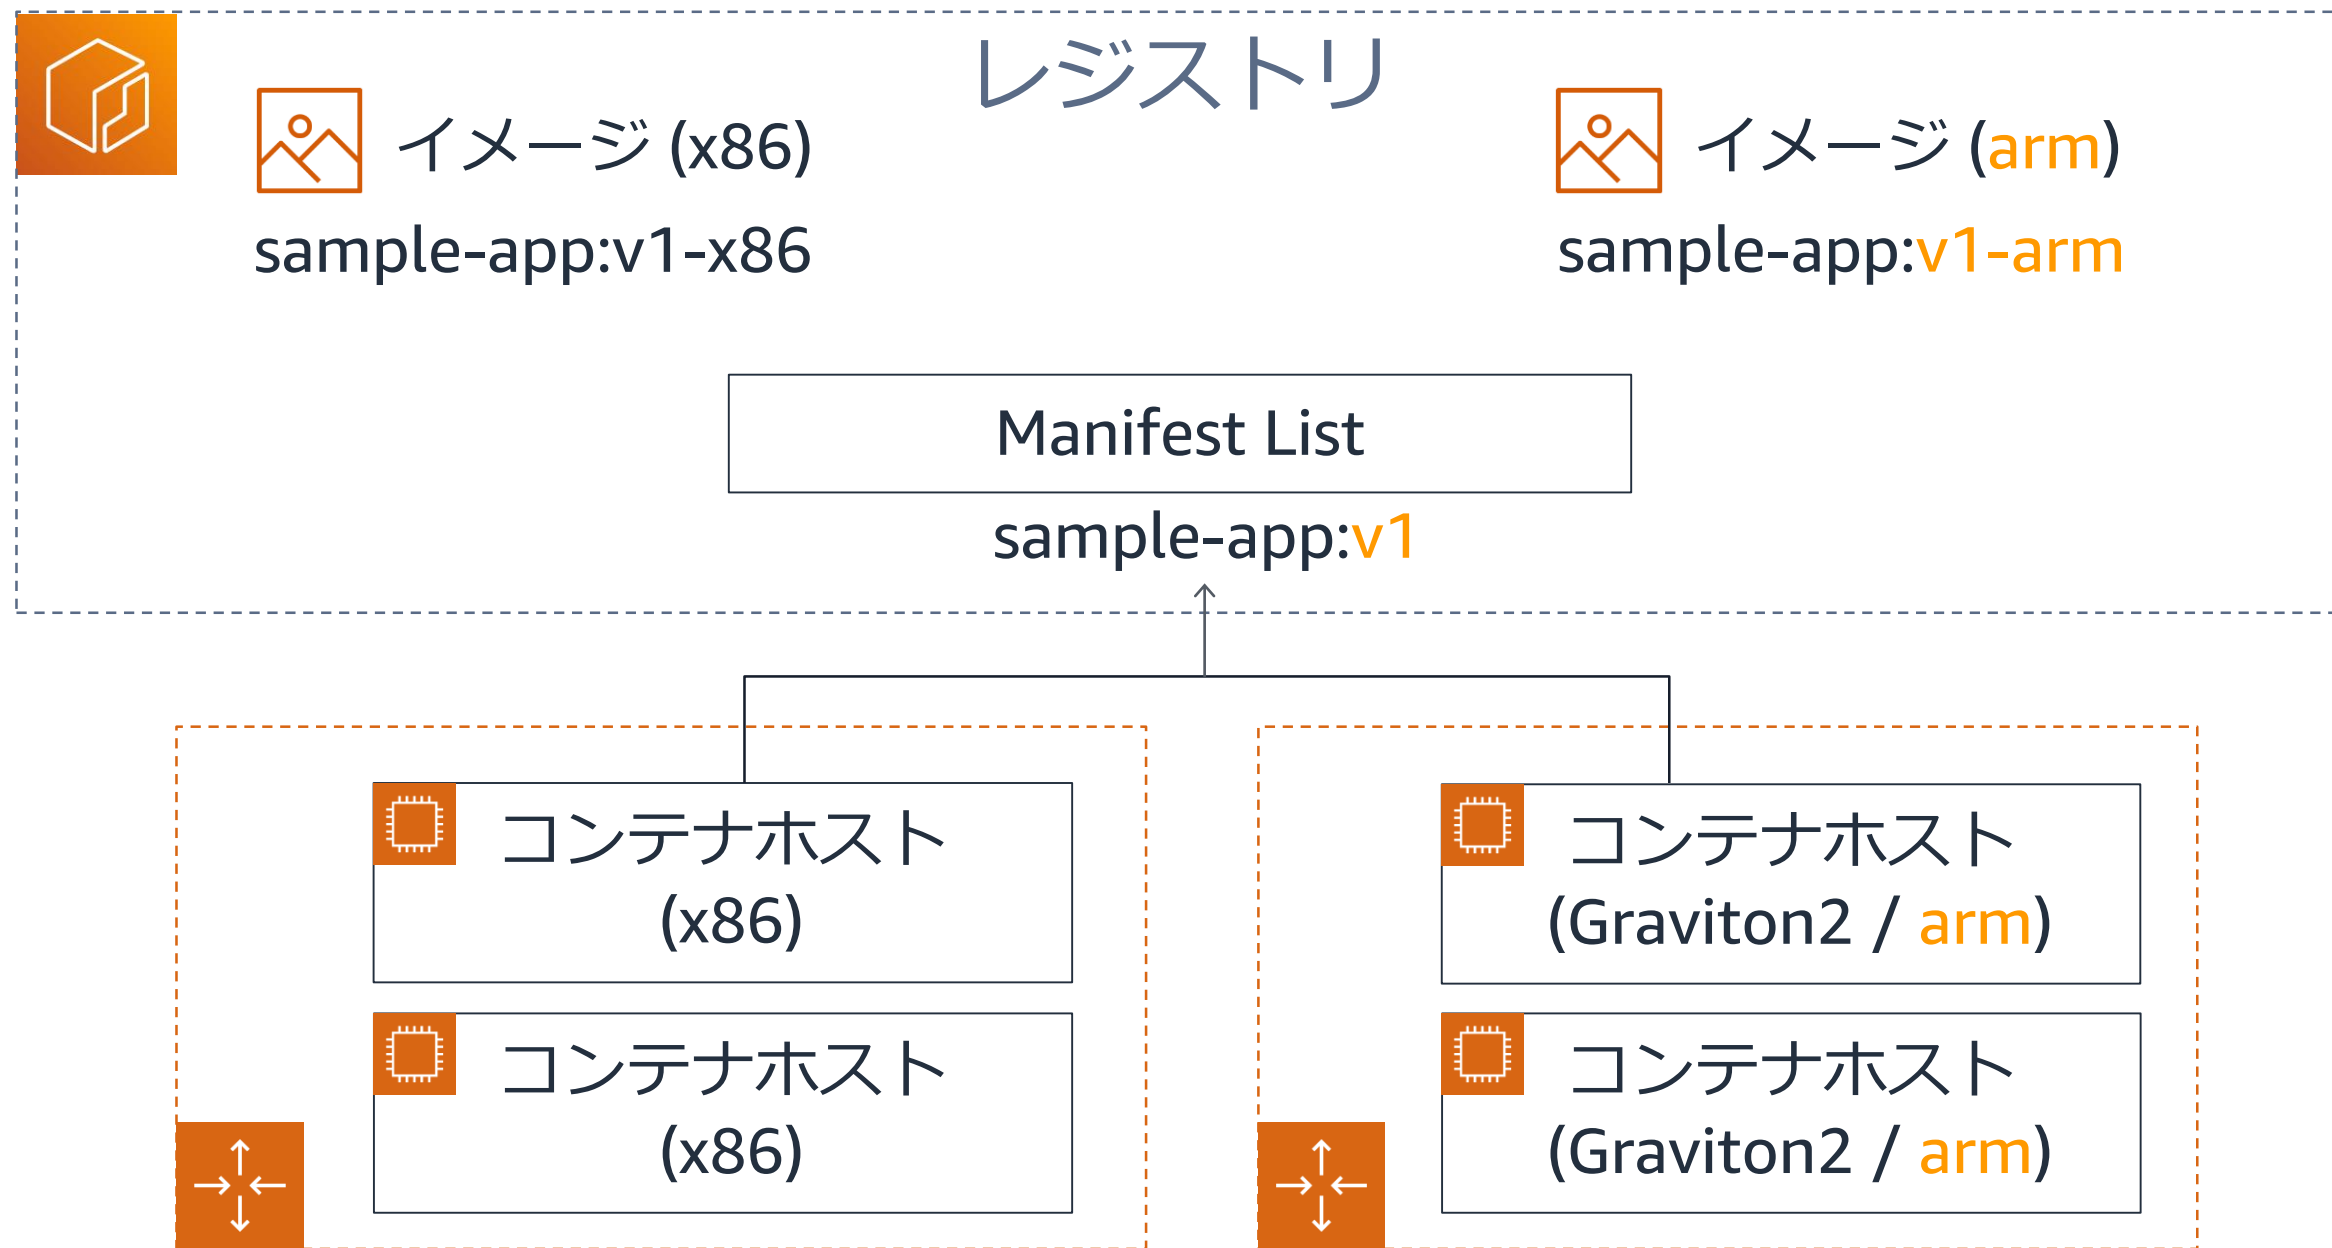 レジストリ
イメージ (x86)
sample-app:v1-x86
イメージ (arm)
sample-app:v1-arm
Manifest List
sample-app:v1
コンテナホスト
(x86)
コンテナホスト
(x86)
コンテナホスト
(Graviton2 / arm)
コンテナホスト
(Graviton2 / arm)